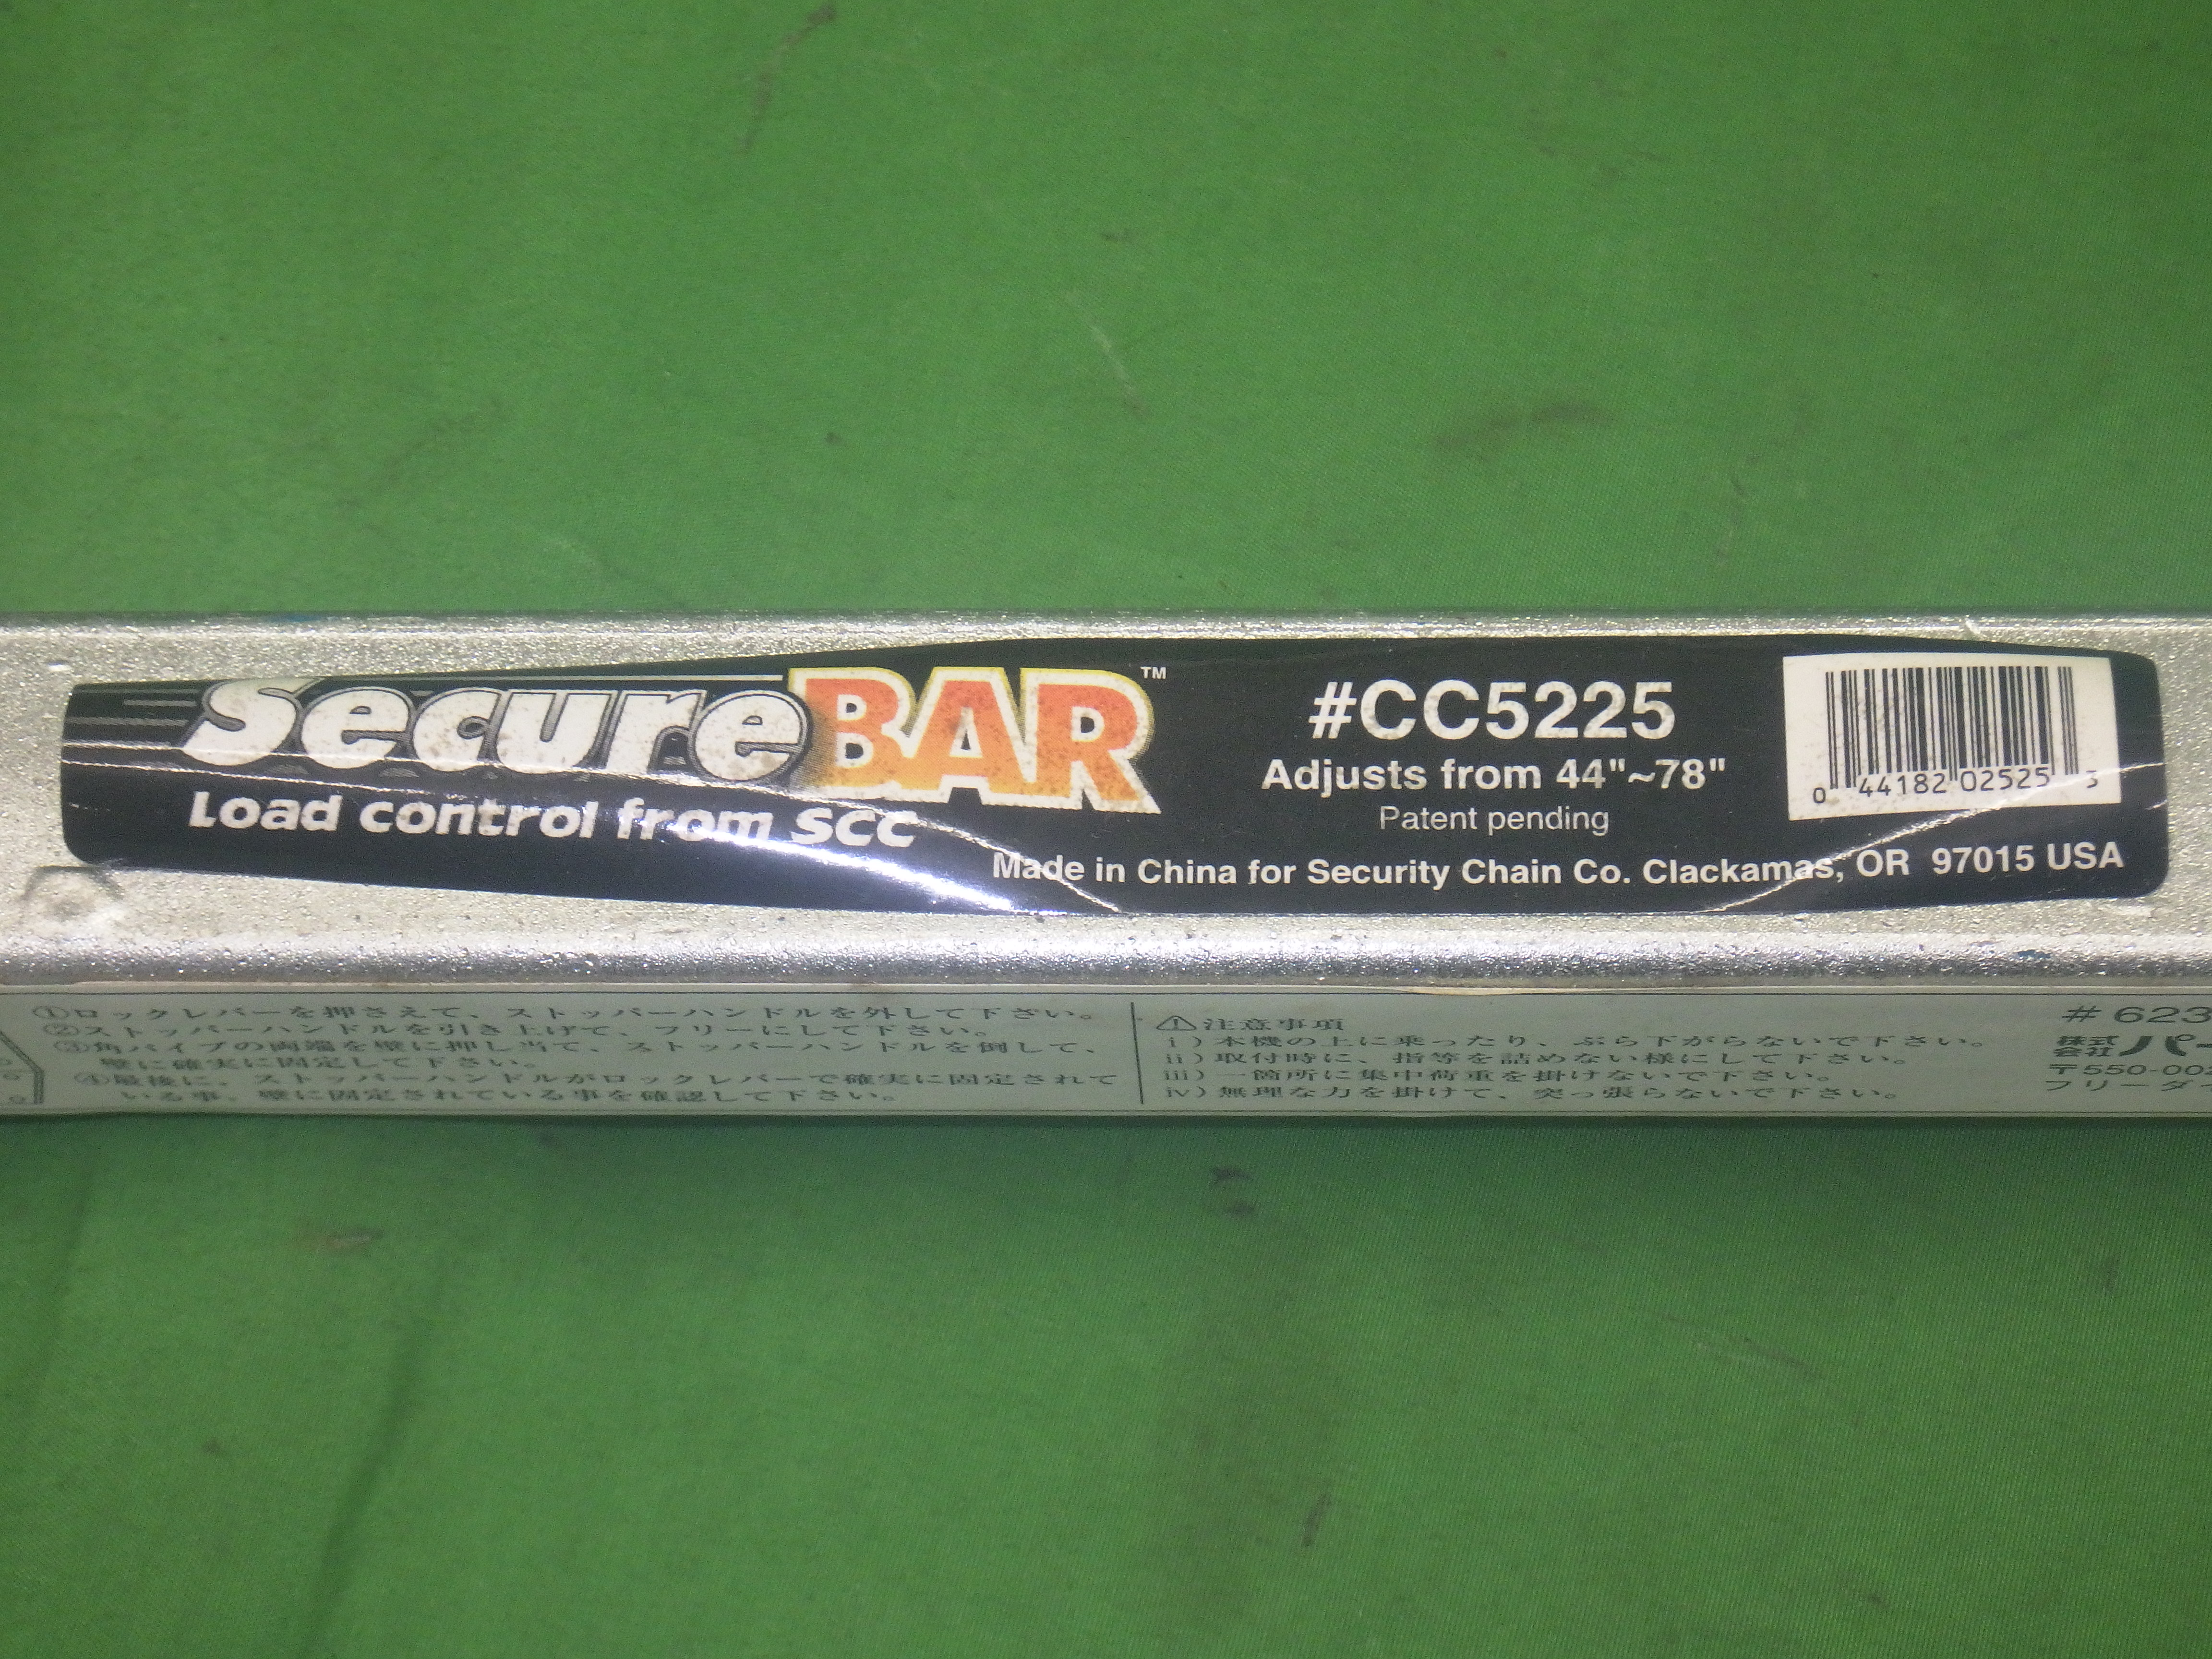 SecureBAR™
Load control from SCC
#CC5225
Adjusts from 44"~78"
Patent pending
Made in China for Security Chain Co. Clackamas, OR 97015 USA
0 44182 02525 3
①ロックレバーを押さえて、ストッパーハンドルを外して下さい。
②ストッパーハンドルを引き上げて、フリーにして下さい。
③角パイプの両端を壁に押し当て、ストッパーハンドルを倒して、
壁に確実に固定して下さい。
④最後に、ストッパーハンドルがロックレバーで確実に固定されて
いる事、壁に固定されている事を確認して下さい。
⚠注意事項
ⅰ）本機の上に乗ったり、ぶら下がらないで下さい。
ⅱ）取付時に、指等を詰めない様にして下さい。
ⅲ）一箇所に集中荷重を掛けないで下さい。
ⅳ）無理な力を掛けて、突っ張らないで下さい。
#623
株式
会社パー
〒550-002
フリーダ